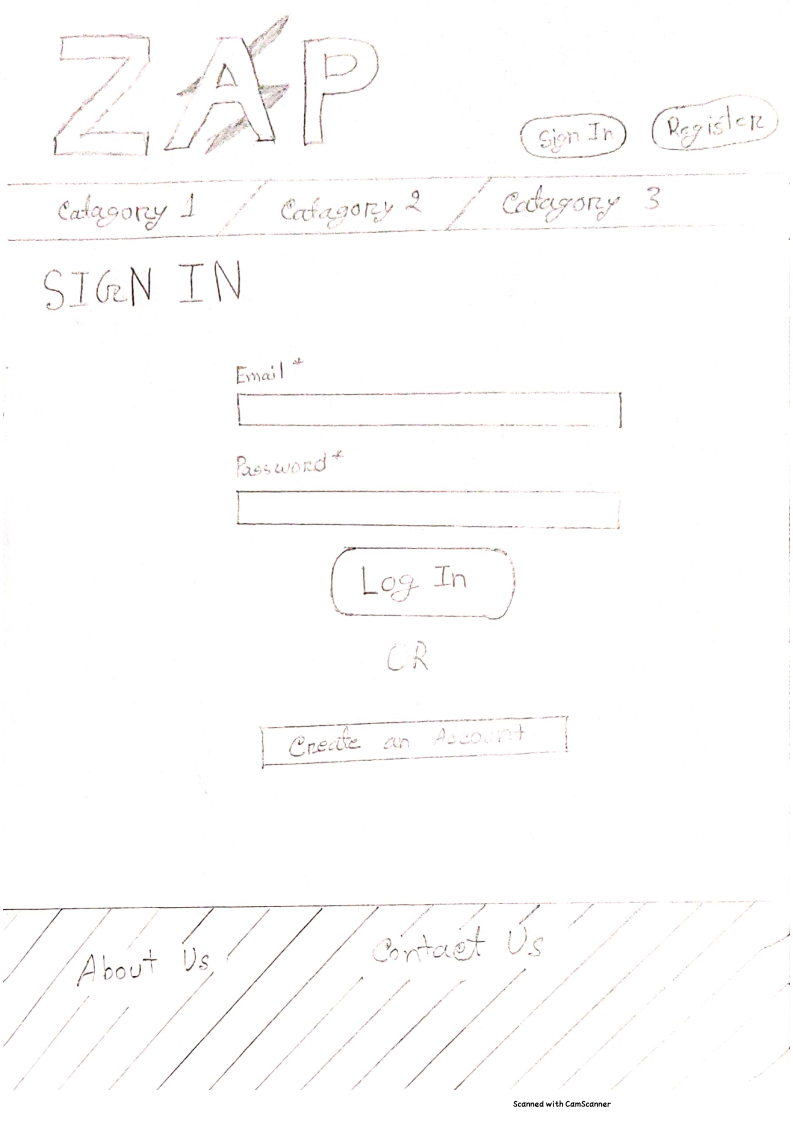 ZAP
Sign In
Register
Catagory 1 / Catagory 2 / Catagory 3
SIGN IN
Email *
Password *
Log In
OR
Create an Account
About Us
Contact Us
Scanned with CamScanner